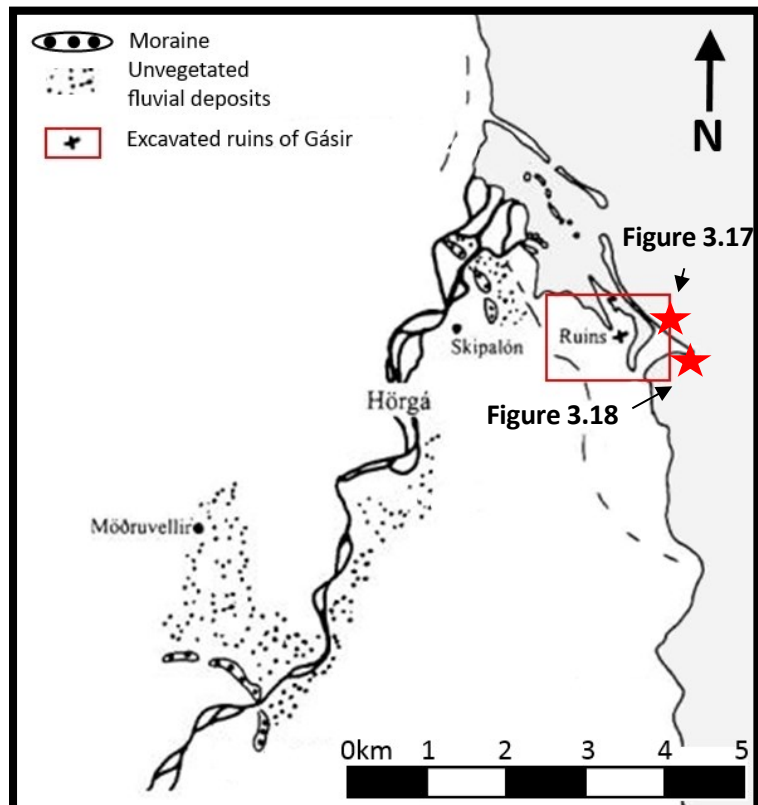 Moraine
Unvegetated
fluvial deposits
Excavated ruins of Gásir
N
Figure 3.17
Ruins
Skipalón
Figure 3.18
Hörgá
Möðruvellir
0km 1 2 3 4 5